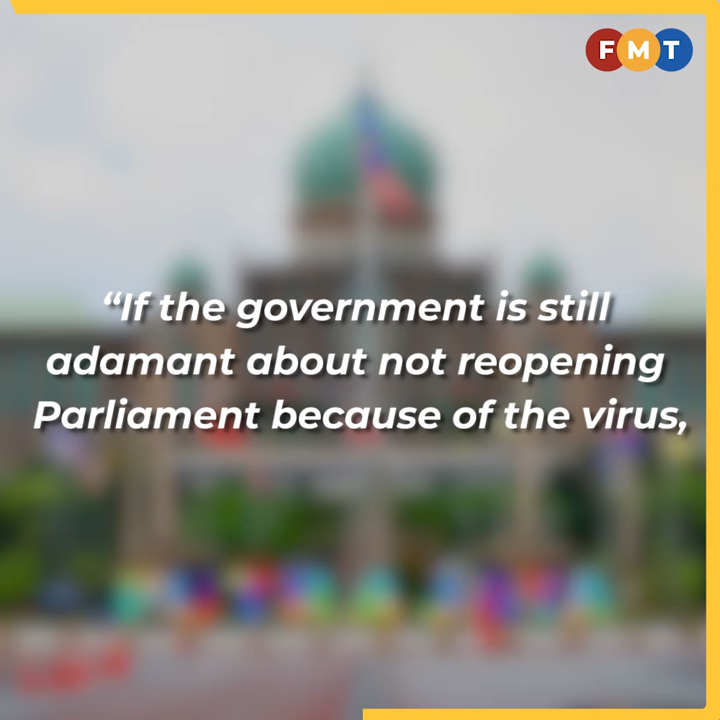 FMT
“If the government is still
adamant about not reopening
Parliament because of the virus,